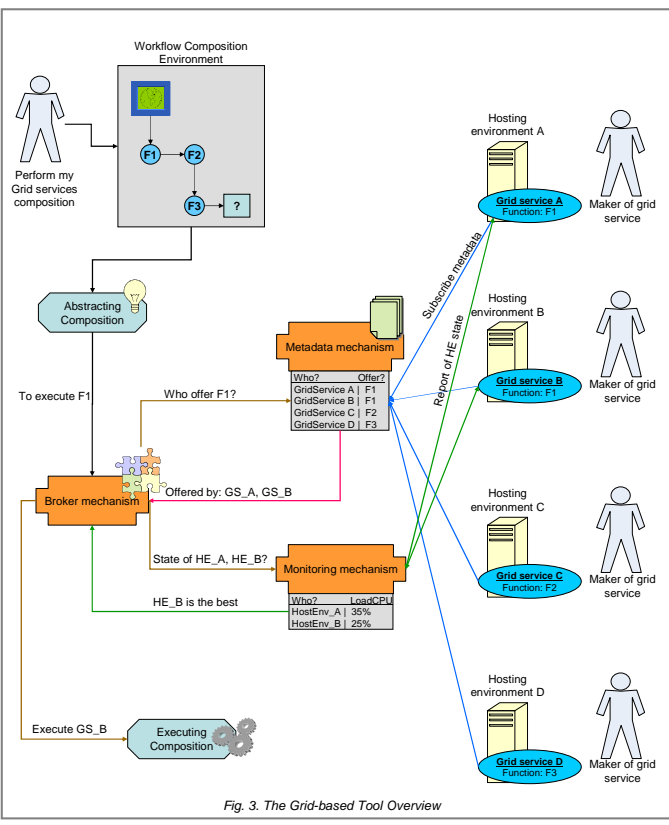 Workflow Composition
Environment
F1
F2
F3
?
Perform my
Grid services
composition
Abstracting
Composition
To execute F1
Who offer F1?
Metadata mechanism
Who? Offer?
GridService A | F1
GridService B | F1
GridService C | F2
GridService D | F3
Subscribe metadata
Report of HE state
Broker mechanism
Offered by: GS_A, GS_B
State of HE_A, HE_B?
Monitoring mechanism
Who? LoadCPU
HostEnv_A | 35%
HostEnv_B | 25%
HE_B is the best
Execute GS_B
Executing
Composition
Hosting
environment A
Grid service A
Function: F1
Maker of grid
service
Hosting
environment B
Grid service B
Function: F1
Maker of grid
service
Hosting
environment C
Grid service C
Function: F2
Maker of grid
service
Hosting
environment D
Grid service D
Function: F3
Maker of grid
service
Fig. 3. The Grid-based Tool Overview